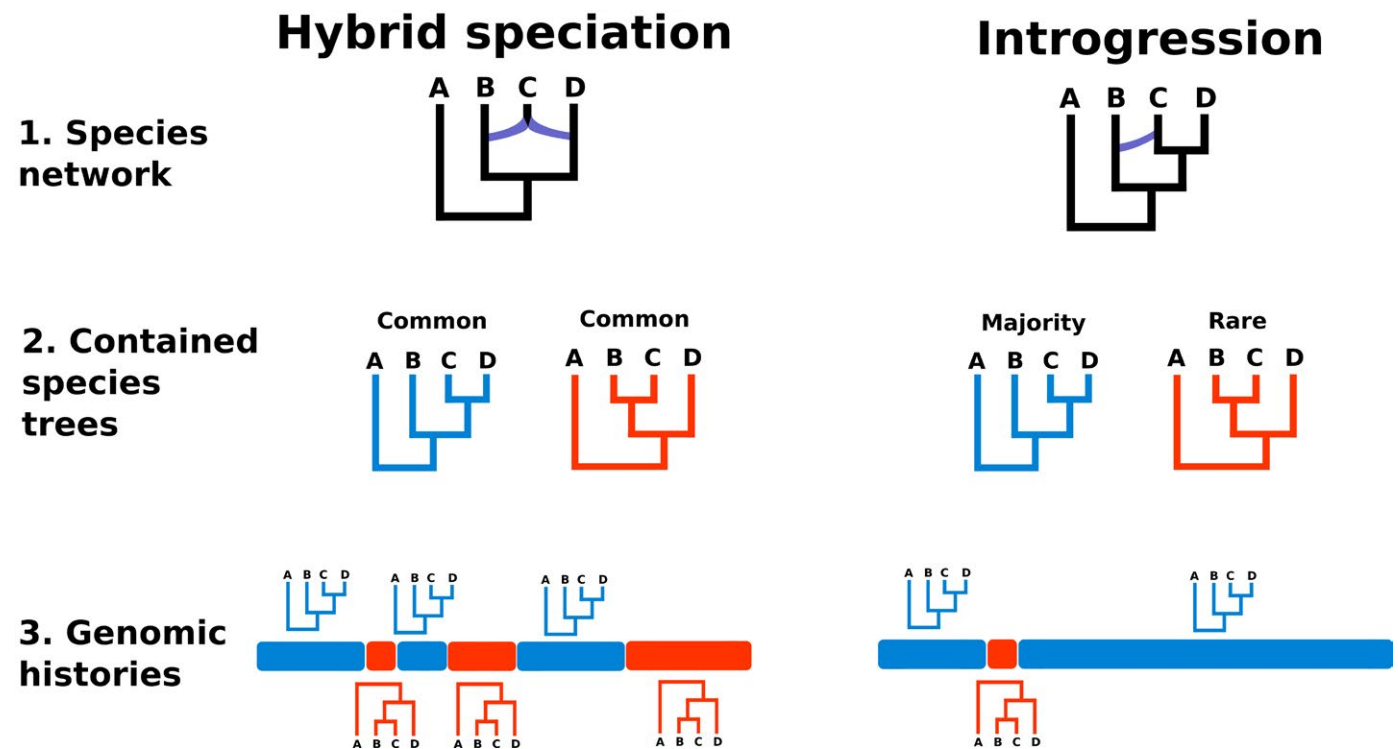 Hybrid speciation
Introgression
A B C D
A B C D
1. Species
network
Common
Common
Majority
Rare
A B C D
A B C D
A B C D
A B C D
2. Contained
species
trees
A B C D
A B C D
A B C D
A B C D
A B C D
3. Genomic
histories
A B C D
A B C D
A B C D
A B C D